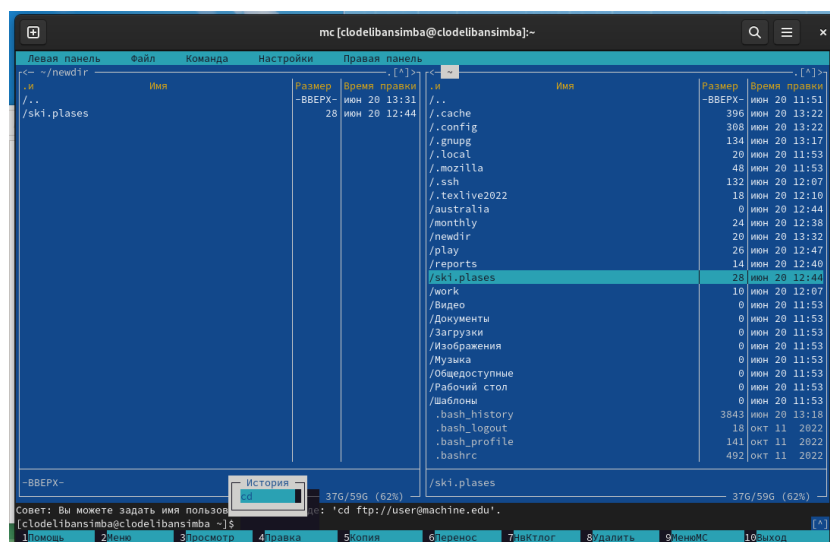 mc [clodelibansimba@clodelibansimba]:~
Левая панель Файл Команда Настройки Правая панель
<— ~/newdir .[^]> <— ~ .[^]>
.и Имя Размер Время правки .и Имя Размер Время правки
/.. -ВВЕРХ- июн 20 13:31 /.. -ВВЕРХ- июн 20 11:51
/ski.plases 28 июн 20 12:44 /.cache 396 июн 20 13:22
/.config 308 июн 20 13:22
/.gnupg 134 июн 20 13:17
/.local 20 июн 20 11:53
/.mozilla 48 июн 20 11:53
/.ssh 132 июн 20 12:07
/.texlive2022 18 июн 20 12:10
/australia 0 июн 20 12:44
/monthly 24 июн 20 12:38
/newdir 20 июн 20 13:32
/play 26 июн 20 12:47
/reports 14 июн 20 12:40
/ski.plases 28 июн 20 12:44
/work 10 июн 20 12:07
/Видео 0 июн 20 11:53
/Документы 0 июн 20 11:53
/Загрузки 0 июн 20 11:53
/Изображения 0 июн 20 11:53
/Музыка 0 июн 20 11:53
/Общедоступные 0 июн 20 11:53
/Рабочий стол 0 июн 20 11:53
/Шаблоны 0 июн 20 11:53
.bash_history 3843 июн 20 13:18
.bash_logout 18 окт 11 2022
.bash_profile 141 окт 11 2022
.bashrc 492 окт 11 2022
-ВВЕРХ- История /ski.plases
cd 37G/59G (62%) 37G/59G (62%)
Совет: Вы можете задать имя пользов де: 'cd ftp://user@machine.edu'.
[clodelibansimba@clodelibansimba ~]$ [^]
1Помощь 2Меню 3Просмотр 4Правка 5Копия 6Перенос 7НвКтлог 8Удалить 9МенюМС 10Выход